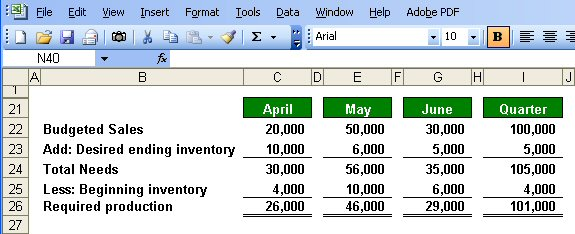 File Edit View Insert Format Tools Data Window Help Adobe PDF
Σ Arial 10 B
N40 fx
A B C D E F G H I J
21 April May June Quarter
22 Budgeted Sales 20,000 50,000 30,000 100,000
23 Add: Desired ending inventory 10,000 6,000 5,000 5,000
24 Total Needs 30,000 56,000 35,000 105,000
25 Less: Beginning inventory 4,000 10,000 6,000 4,000
26 Required production 26,000 46,000 29,000 101,000
27